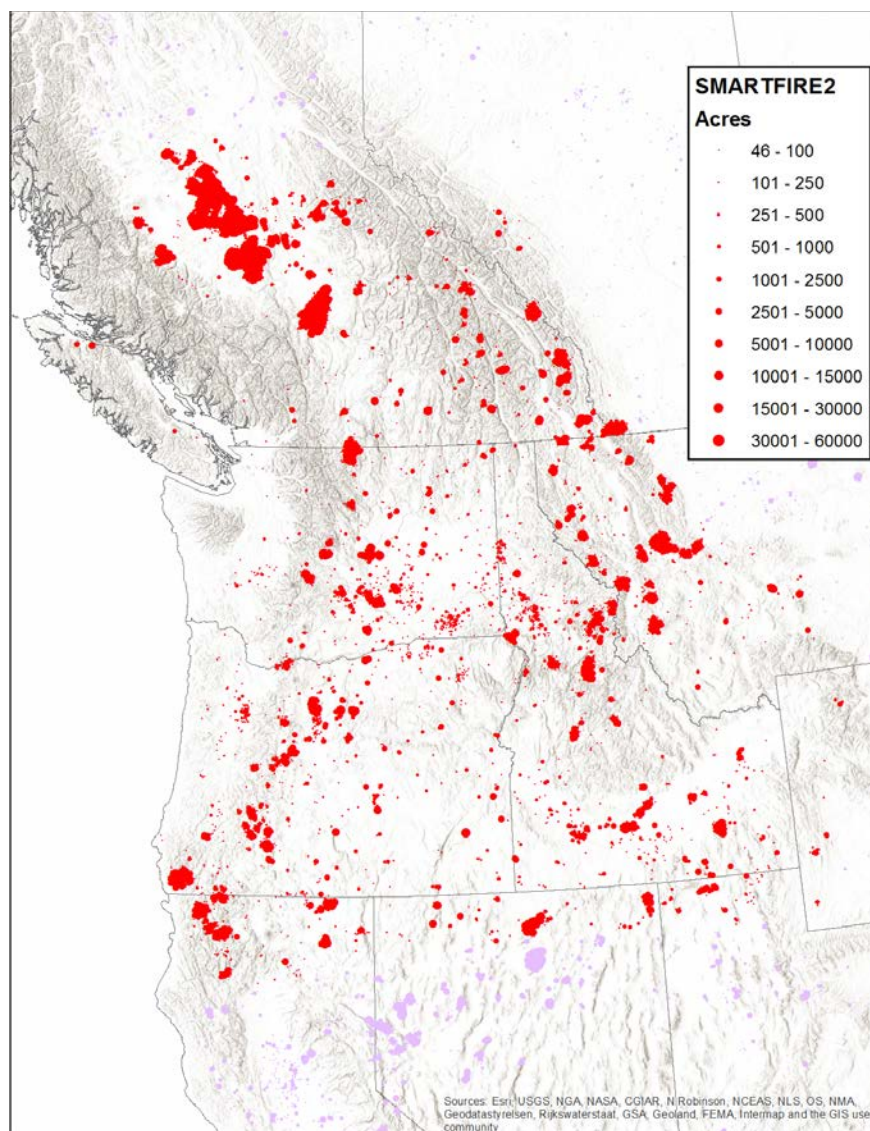 SMARTFIRE2
Acres
46 - 100
101 - 250
251 - 500
501 - 1000
1001 - 2500
2501 - 5000
5001 - 10000
10001 - 15000
15001 - 30000
30001 - 60000
Sources: Esri, USGS, NGA, NASA, CGIAR, N Robinson, NCEAS, NLS, OS, NMA,
Geodatastyrelsen, Rijkswaterstaat, GSA, Geoland, FEMA, Intermap and the GIS use
community